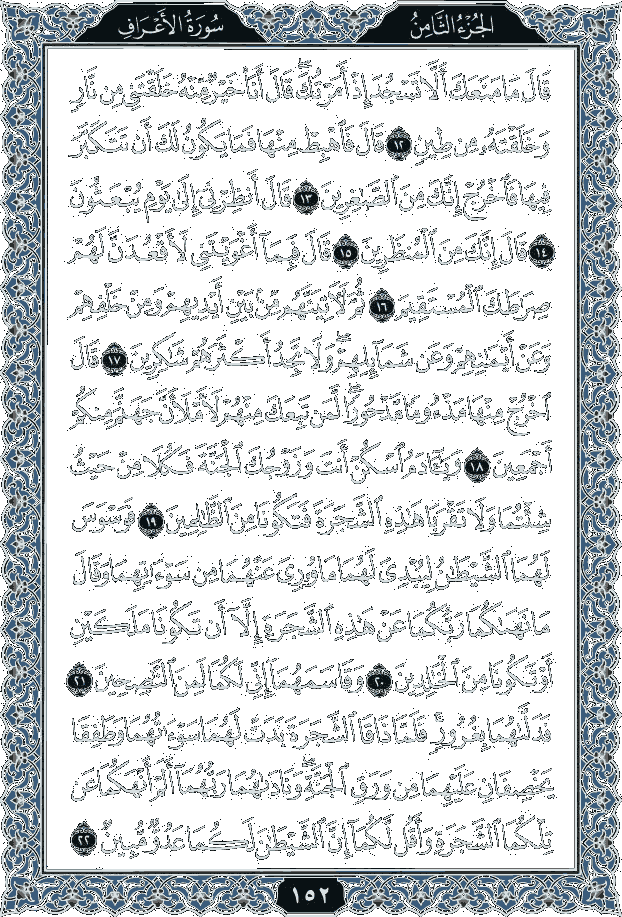 الجُزْءُ الثَّامِنُ
سُورَةُ الأَعْرَافِ
قَالَ مَا مَنَعَكَ أَلَّا تَسْجُدَ إِذْ أَمَرْتُكَ ۖ قَالَ أَنَا۠ خَيْرٌ مِّنْهُ خَلَقْتَنِى مِن نَّارٍ
وَخَلَقْتَهُۥ مِن طِينٍ ١٢ قَالَ فَٱهْبِطْ مِنْهَا فَمَا يَكُونُ لَكَ أَن تَتَكَبَّرَ
فِيهَا فَٱخْرُجْ إِنَّكَ مِنَ ٱلصَّـٰغِرِينَ ١٣ قَالَ أَنظِرْنِىٓ إِلَىٰ يَوْمِ يُبْعَثُونَ
١٤ قَالَ إِنَّكَ مِنَ ٱلْمُنظَرِينَ ١٥ قَالَ فَبِمَآ أَغْوَيْتَنِى لَأَقْعُدَنَّ لَهُمْ
صِرَٰطَكَ ٱلْمُسْتَقِيمَ ١٦ ثُمَّ لَـَٔاتِيَنَّهُم مِّنۢ بَيْنِ أَيْدِيهِمْ وَمِنْ خَلْفِهِمْ
وَعَنْ أَيْمَـٰنِهِمْ وَعَن شَمَآئِلِهِمْ ۖ وَلَا تَجِدُ أَكْثَرَهُمْ شَـٰكِرِينَ ١٧ قَالَ
ٱخْرُجْ مِنْهَا مَذْءُومًا مَّدْحُورًا ۖ لَّمَن تَبِعَكَ مِنْهُمْ لَأَمْلَأَنَّ جَهَنَّمَ مِنكُمْ
أَجْمَعِينَ ١٨ وَيَـٰٓـَٔادَمُ ٱسْكُنْ أَنتَ وَزَوْجُكَ ٱلْجَنَّةَ فَكُلَا مِنْ حَيْثُ
شِئْتُمَا وَلَا تَقْرَبَا هَـٰذِهِ ٱلشَّجَرَةَ فَتَكُونَا مِنَ ٱلظَّـٰلِمِينَ ١٩ فَوَسْوَسَ
لَهُمَا ٱلشَّيْطَـٰنُ لِيُبْدِىَ لَهُمَا مَا وُۥرِىَ عَنْهُمَا مِن سَوْءَٰتِهِمَا وَقَالَ
مَا نَهَىٰكُمَا رَبُّكُمَا عَنْ هَـٰذِهِ ٱلشَّجَرَةِ إِلَّآ أَن تَكُونَا مَلَكَيْنِ
أَوْ تَكُونَا مِنَ ٱلْخَـٰلِدِينَ ٢٠ وَقَاسَمَهُمَآ إِنِّى لَكُمَا لَمِنَ ٱلنَّـٰصِحِينَ ٢١
فَدَلَّىٰهُمَا بِغُرُورٍ ۚ فَلَمَّا ذَاقَا ٱلشَّجَرَةَ بَدَتْ لَهُمَا سَوْءَٰتُهُمَا وَطَفِقَا
يَخْصِفَانِ عَلَيْهِمَا مِن وَرَقِ ٱلْجَنَّةِ ۖ وَنَادَىٰهُمَا رَبُّهُمَآ أَلَمْ أَنْهَكُمَا عَن
تِلْكُمَا ٱلشَّجَرَةِ وَأَقُل لَّكُمَآ إِنَّ ٱلشَّيْطَـٰنَ لَكُمَا عَدُوٌّ مُّبِينٌ ٢٢
١٥٢